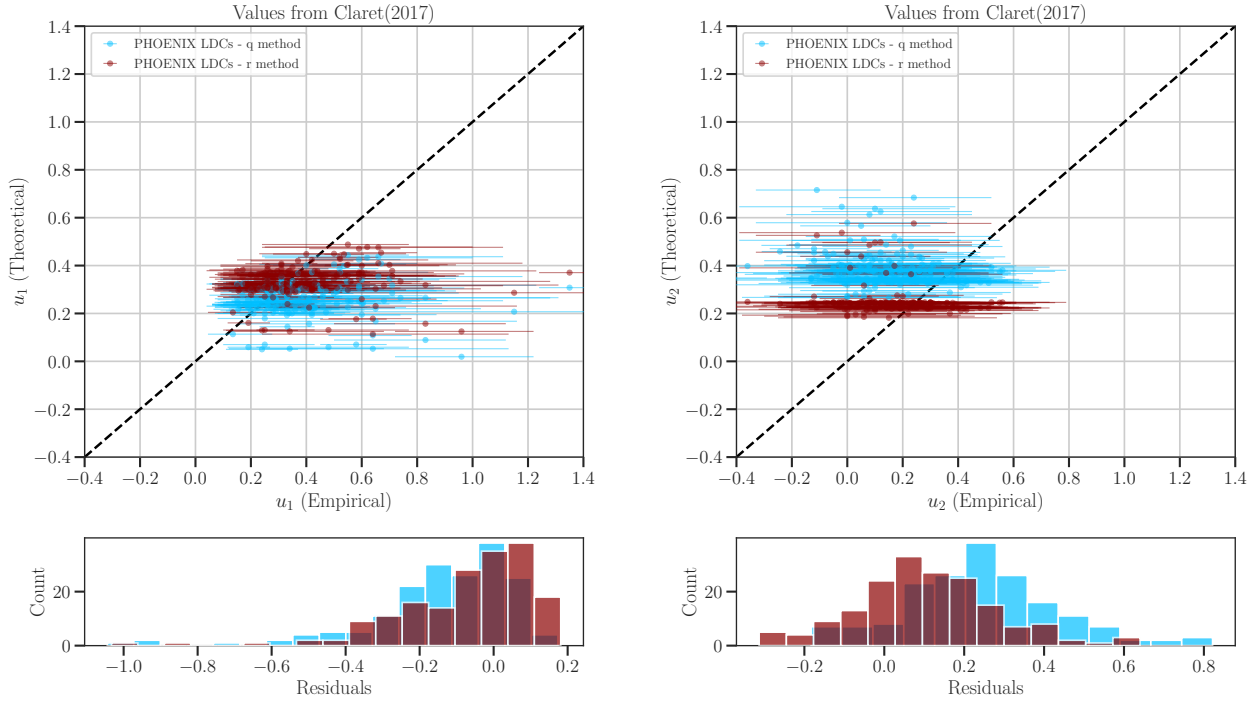 Values from Claret(2017)
PHOENIX LDCs - q method
PHOENIX LDCs - r method
1.4
1.2
1.0
0.8
0.6
0.4
0.2
0.0
−0.2
−0.4
u1 (Theoretical)
−0.4 −0.2 0.0 0.2 0.4 0.6 0.8 1.0 1.2 1.4
u1 (Empirical)
20
0
Count
−1.0 −0.8 −0.6 −0.4 −0.2 0.0 0.2
Residuals
Values from Claret(2017)
PHOENIX LDCs - q method
PHOENIX LDCs - r method
1.4
1.2
1.0
0.8
0.6
0.4
0.2
0.0
−0.2
−0.4
u2 (Theoretical)
−0.4 −0.2 0.0 0.2 0.4 0.6 0.8 1.0 1.2 1.4
u2 (Empirical)
20
0
Count
−0.2 0.0 0.2 0.4 0.6 0.8
Residuals